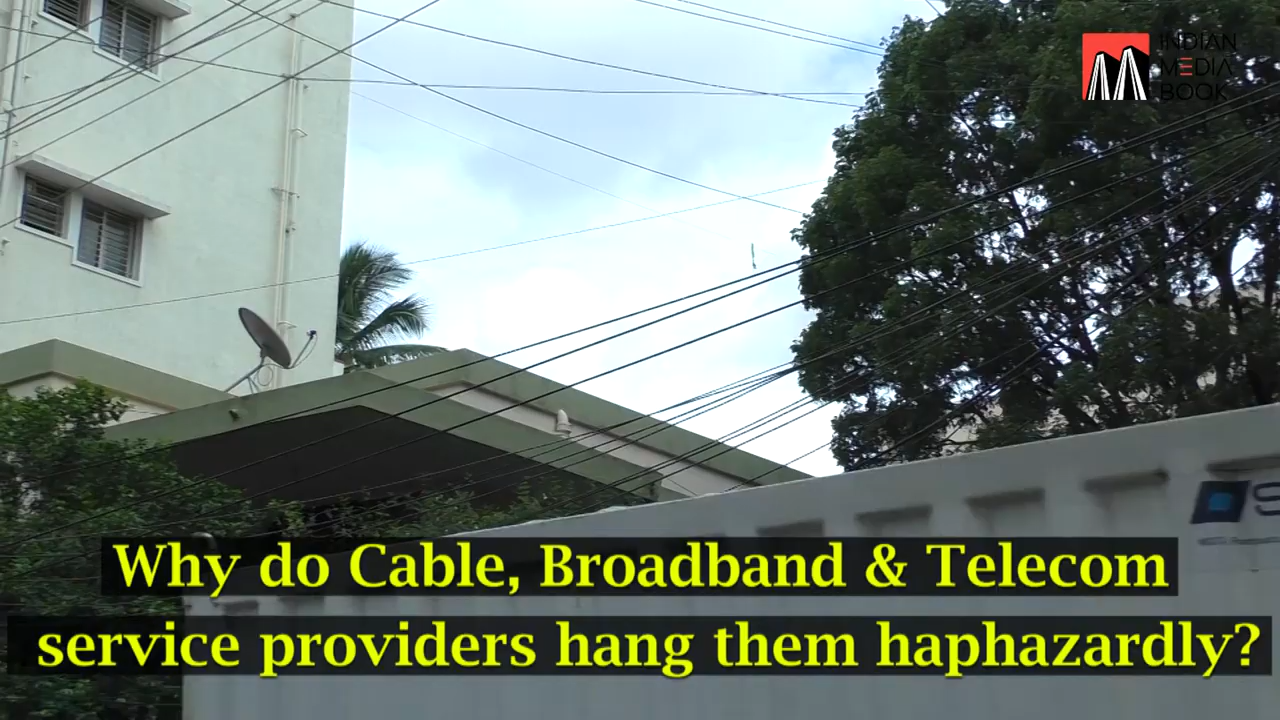 INDIAN
MEDIA
BOOK
S
Why do Cable, Broadband & Telecom
service providers hang them haphazardly?